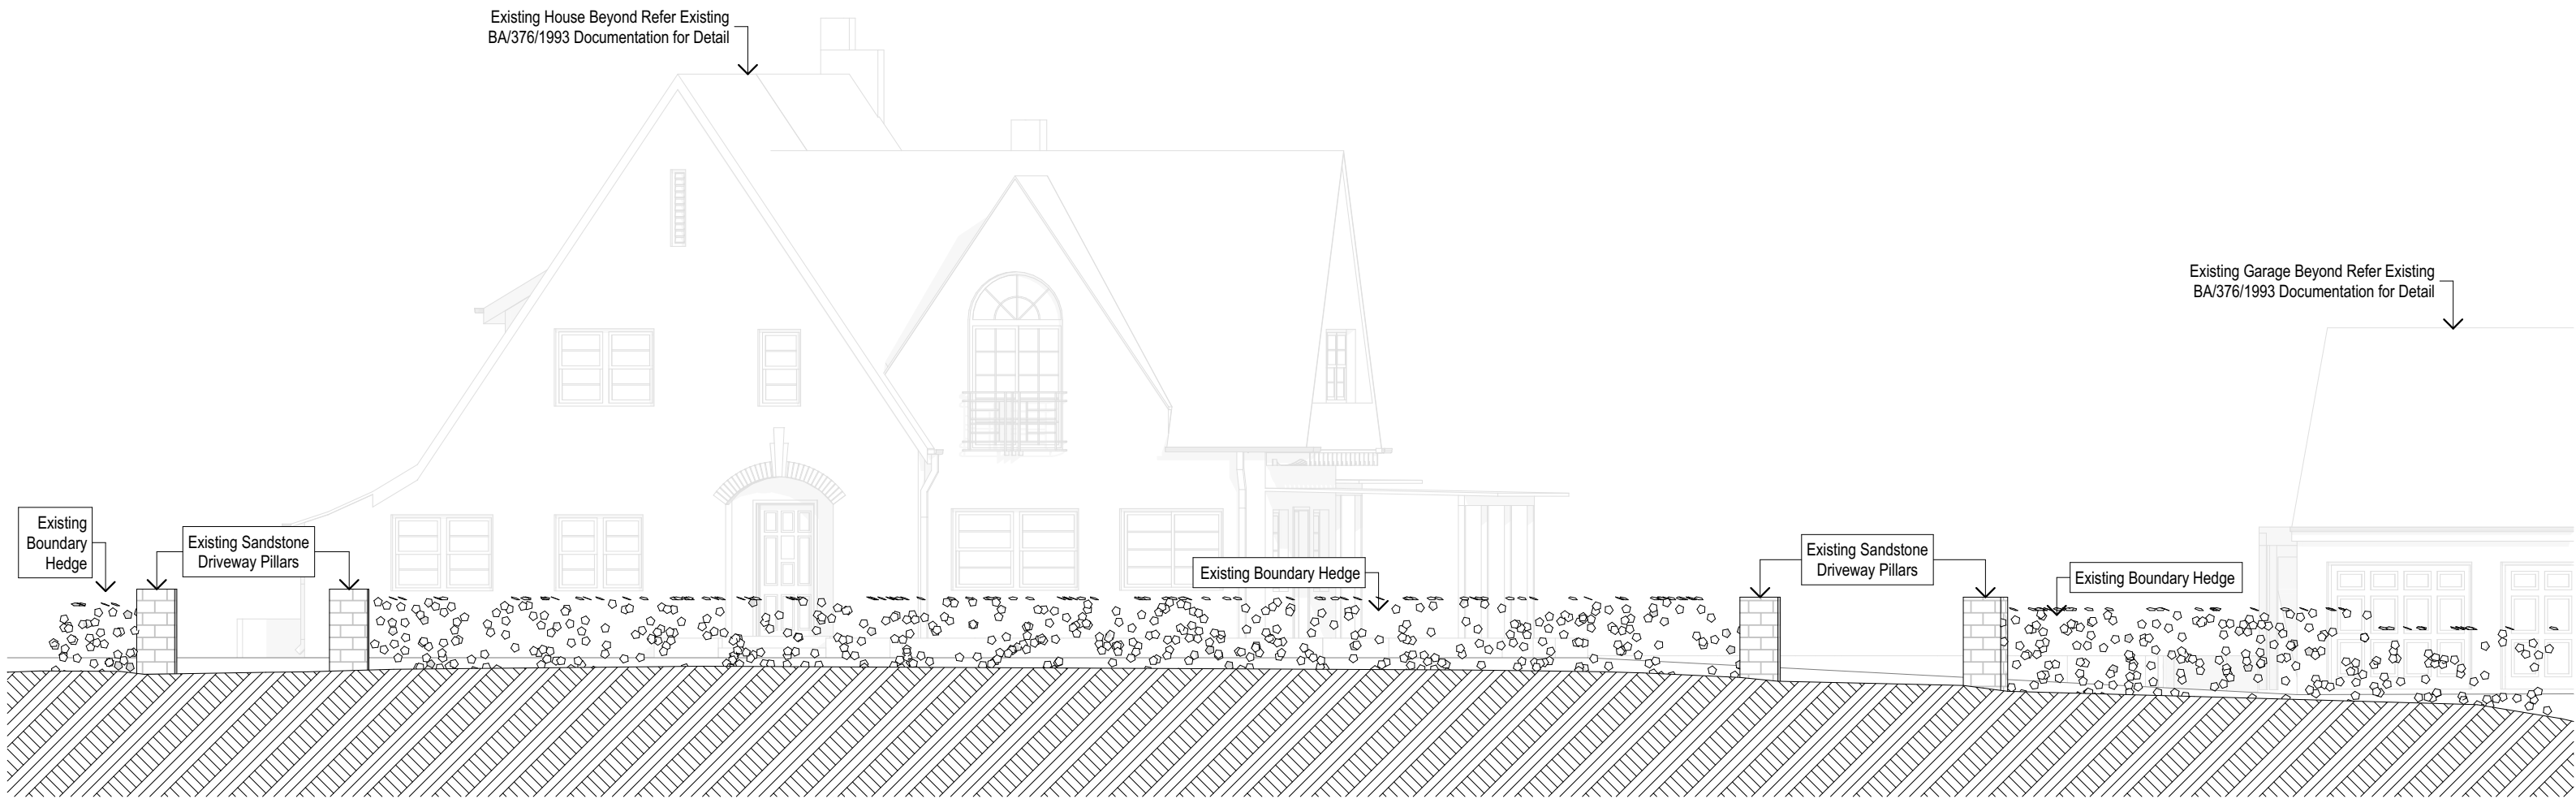 Existing House Beyond Refer Existing
BA/376/1993 Documentation for Detail
Existing Garage Beyond Refer Existing
BA/376/1993 Documentation for Detail
Existing
Boundary
Hedge
Existing Sandstone
Driveway Pillars
Existing Boundary Hedge
Existing Sandstone
Driveway Pillars
Existing Boundary Hedge